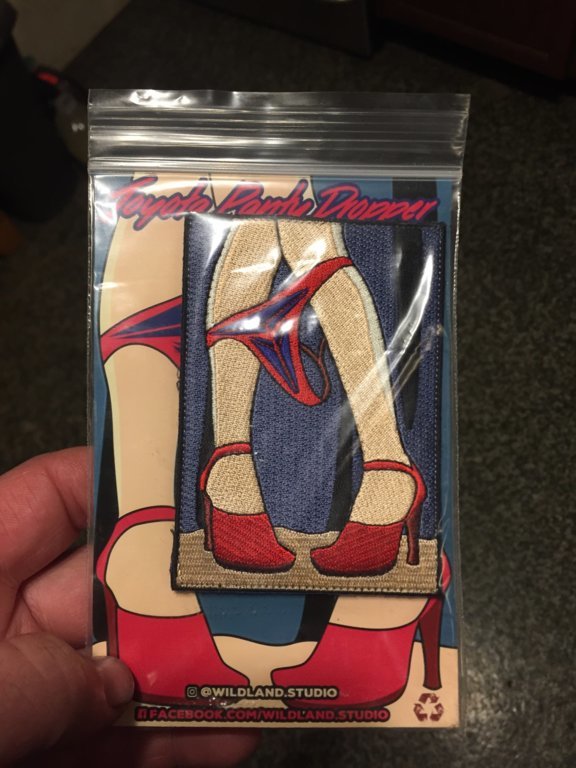 Toyota Panty Dropper
@WILDLAND.STUDIO
FACEBOOK.COM/WILDLAND.STUDIO